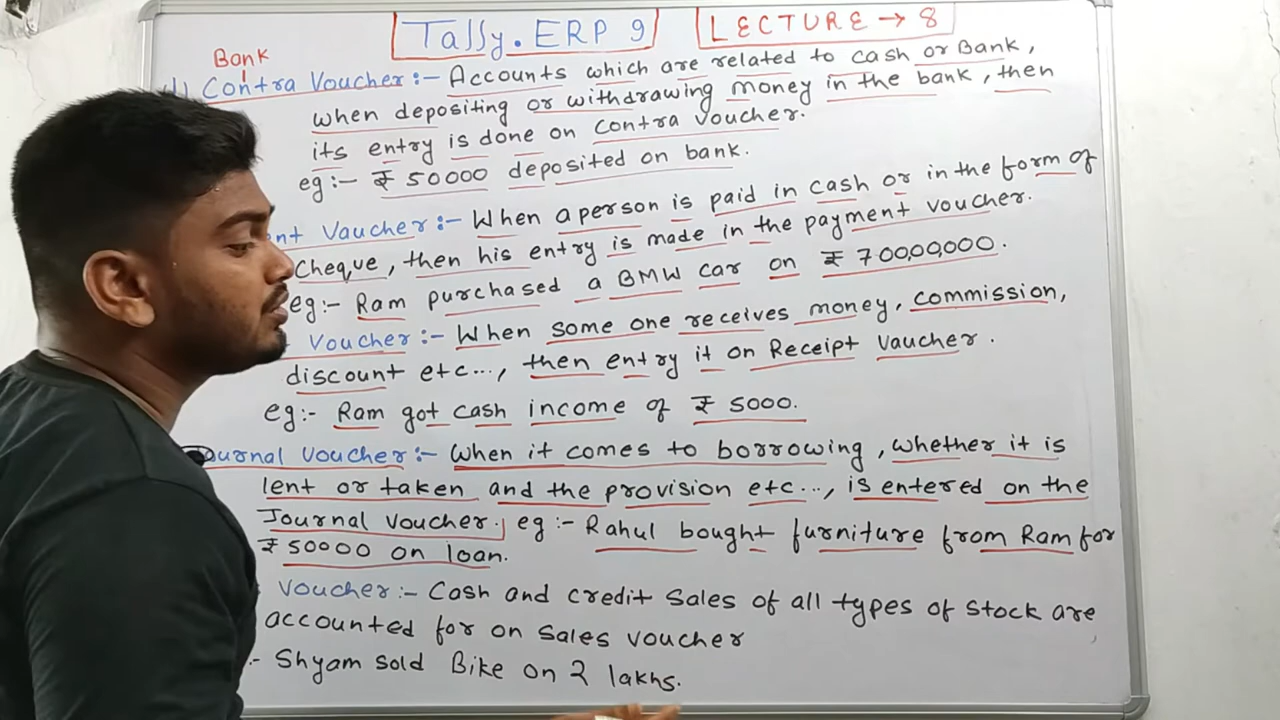 Tally.ERP 9
LECTURE → 8
Bank
1) Contra Voucher:- Accounts which are related to cash or Bank,
when depositing or withdrawing money in the bank, then
its entry is done on contra voucher.
eg:- ₹ 50000 deposited on bank.
nt Vaucher:- When a person is paid in cash or in the form of
cheque, then his entry is made in the payment voucher.
eg:- Ram purchased a BMW car on ₹ 700,00,000.
Voucher:- When some one receives money, commission,
discount etc..., then entry it on Receipt Vaucher.
eg:- Ram got cash income of ₹ 5000.
ournal Voucher:- When it comes to borrowing, whether it is
lent or taken and the provision etc..., is entered on the
Journal voucher. eg:- Rahul bought furniture from Ram for
₹ 50000 on loan.
Voucher:- Cash and credit sales of all types of stock are
accounted for on sales voucher
:- Shyam sold Bike on 2 lakhs.